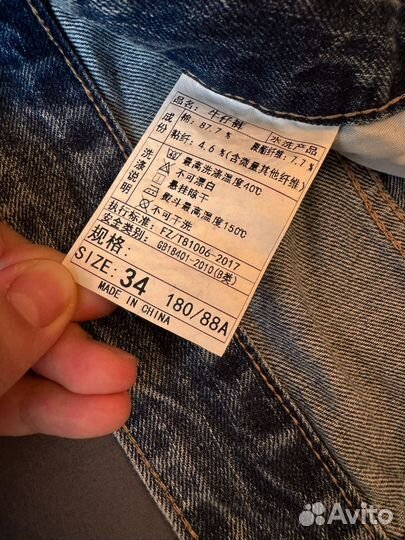 品名: 牛仔裤 水洗产品
成份 棉: 87.7% 聚酯纤维: 7.7%
粘纤: 4.6%(含微量其他纤维)
洗涤说明 最高洗涤温度40℃
不可漂白
悬挂晾干
熨斗最高温度150℃
不可干洗
执行标准: FZ/T81006-2017
安全类别: GB18401-2010(B类)
规格:
SIZE: 34 180/88A
MADE IN CHINA
Avito